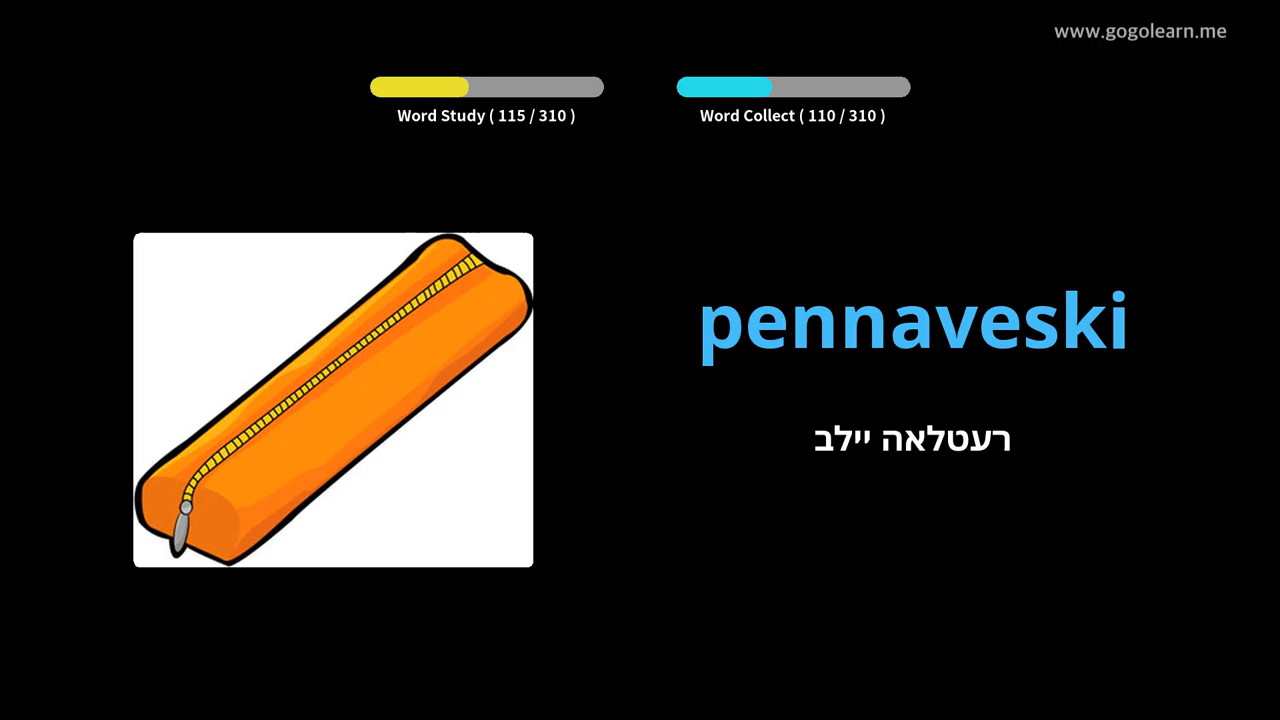 www.gogolearn.me
Word Study ( 115 / 310 )
Word Collect ( 110 / 310 )
pennaveski
רעטלאה יילב